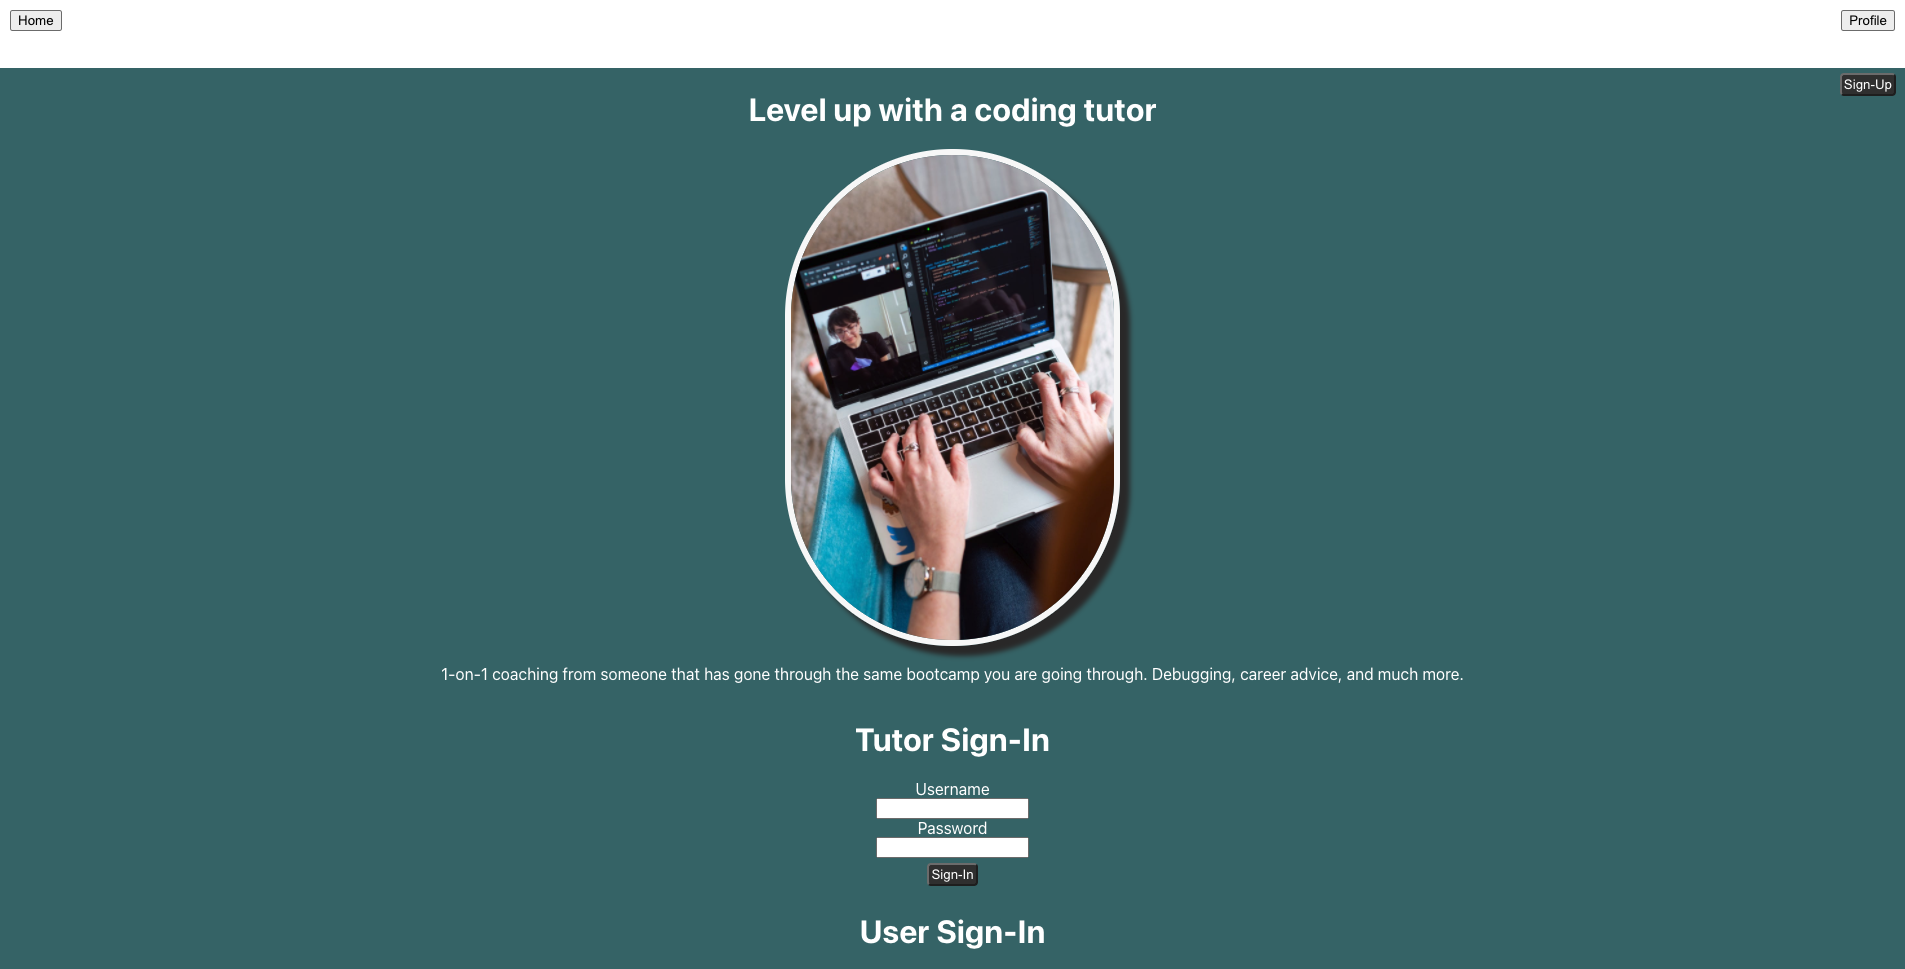 Home
Profile
Sign-Up
Level up with a coding tutor
1-on-1 coaching from someone that has gone through the same bootcamp you are going through. Debugging, career advice, and much more.
Tutor Sign-In
Username
Password
Sign-In
User Sign-In